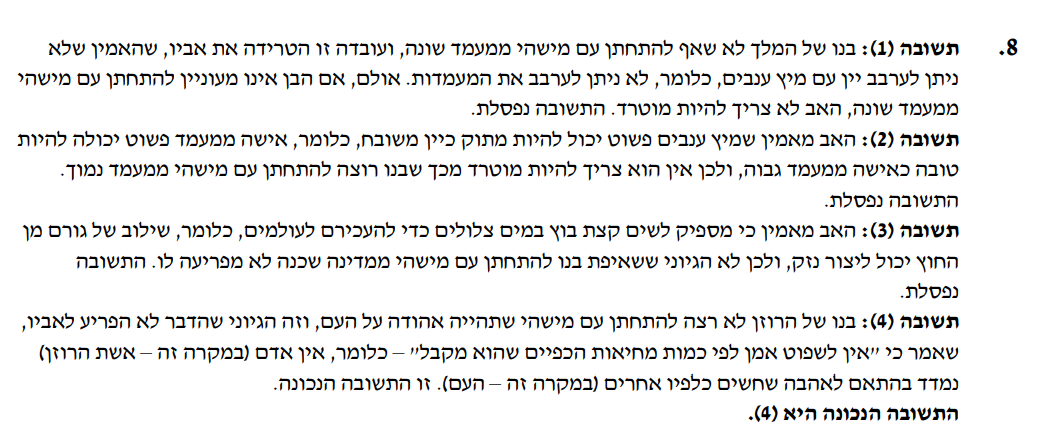 8. תשובה (1): בנו של המלך לא שאף להתחתן עם מישהי ממעמד שונה, ועובדה זו הטרידה את אביו, שהאמין שלא
ניתן לערבב יין עם מיץ ענבים, כלומר, לא ניתן לערבב את המעמדות. אולם, אם הבן אינו מעוניין להתחתן עם מישהי
ממעמד שונה, האב לא צריך להיות מוטרד. התשובה נפסלת.
תשובה (2): האב מאמין שמיץ ענבים פשוט יכול להיות מתוק כיין משובח, כלומר, אישה ממעמד פשוט יכולה להיות
טובה כאישה ממעמד גבוה, ולכן אין הוא צריך להיות מוטרד מכך שבנו רוצה להתחתן עם מישהי ממעמד נמוך.
התשובה נפסלת.
תשובה (3): האב מאמין כי מספיק לשים קצת בוץ במים צלולים כדי להעכירם לעולמים, כלומר, שילוב של גורם מן
החוץ יכול ליצור נזק, ולכן לא הגיוני ששאיפת בנו להתחתן עם מישהי ממדינה שכנה לא מפריעה לו. התשובה
נפסלת.
תשובה (4): בנו של הרוזן לא רצה להתחתן עם מישהי שתהייה אהודה על העם, וזה הגיוני שהדבר לא הפריע לאביו,
שאמר כי "אין לשפוט אמן לפי כמות מחיאות הכפיים שהוא מקבל" – כלומר, אין אדם (במקרה זה – אשת הרוזן)
נמדד בהתאם לאהבה שחשים כלפיו אחרים (במקרה זה – העם). זו התשובה הנכונה.
התשובה הנכונה היא (4).